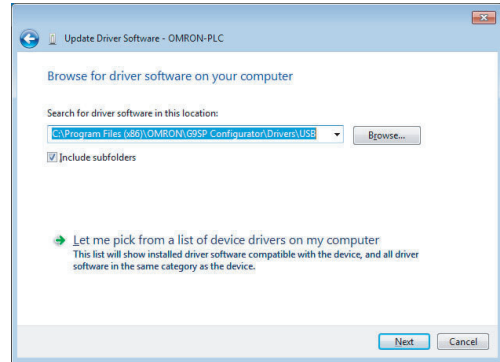 Update Driver Software - OMRON-PLC
Browse for driver software on your computer
Search for driver software in this location:
C:\Program Files (x86)\OMRON\G9SP Configurator\Drivers\USB
Browse...
Include subfolders
Let me pick from a list of device drivers on my computer
This list will show installed driver software compatible with the device, and all driver
software in the same category as the device.
Next
Cancel